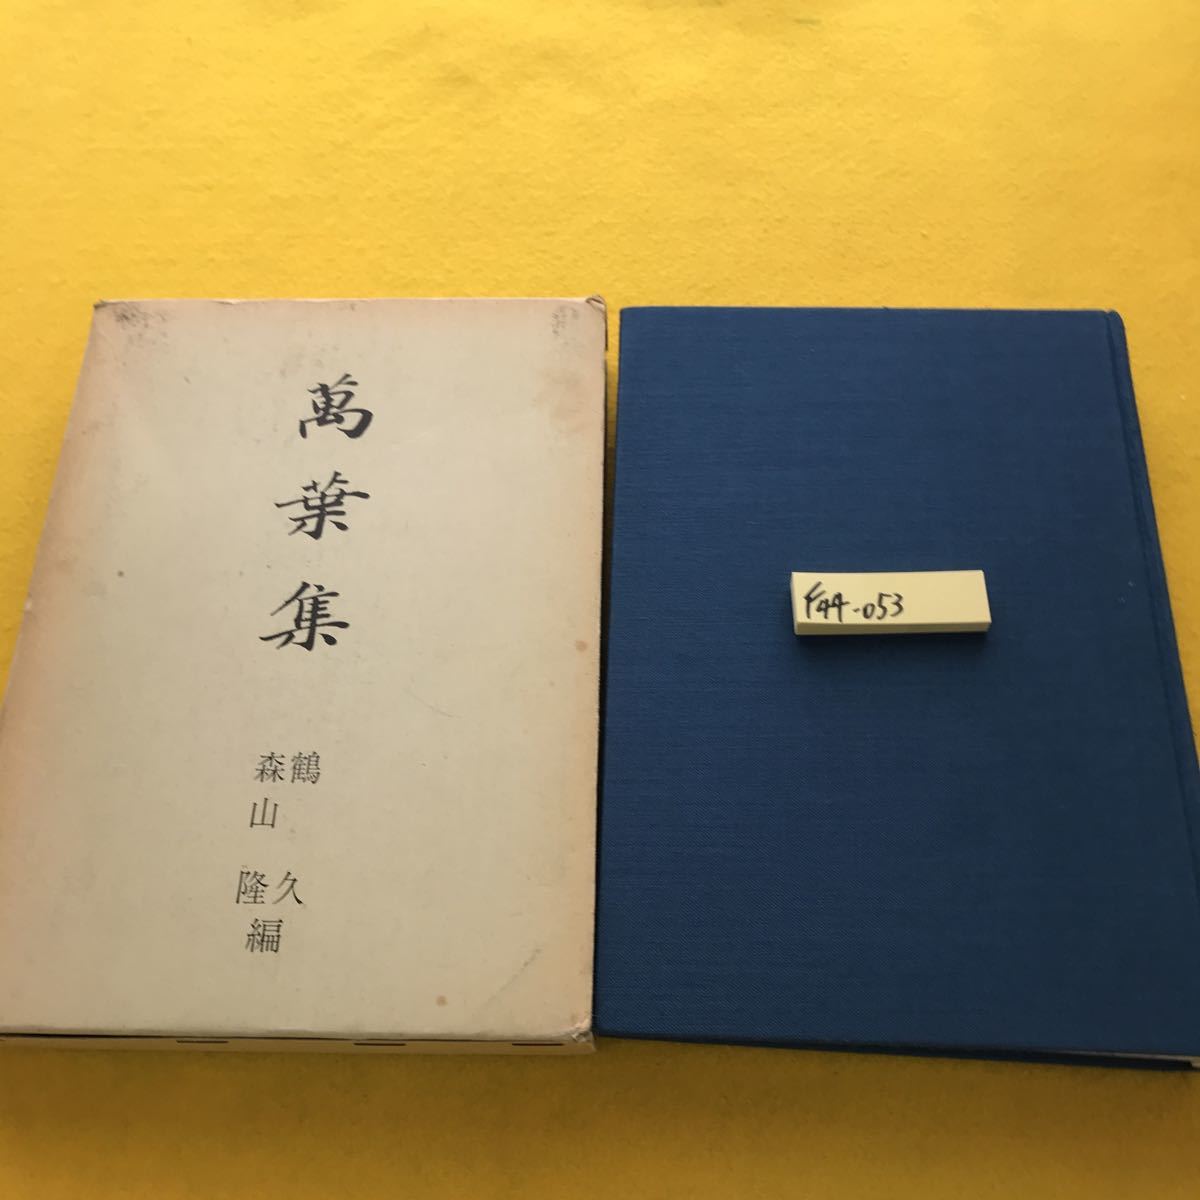 萬葉集
鶴久
森山隆
編
F44-053